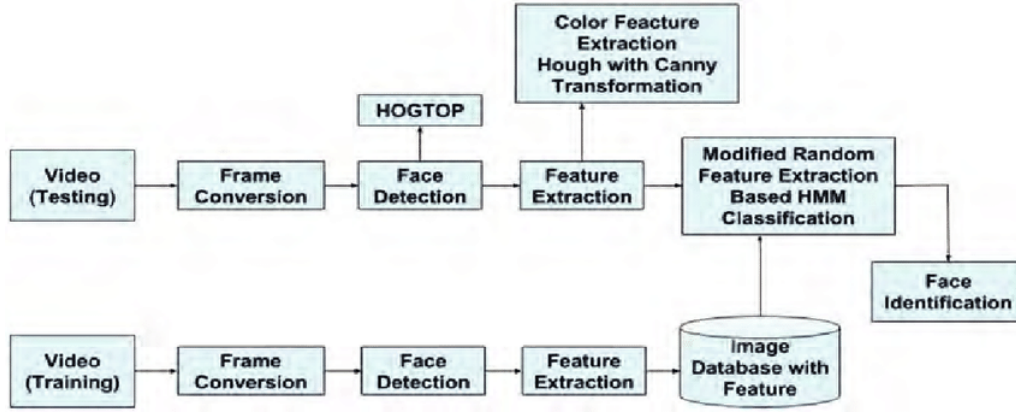 Color Feacture
Extraction
Hough with Canny
Transformation
HOGTOP
Video
(Testing)
Frame
Conversion
Face
Detection
Feature
Extraction
Modified Random
Feature Extraction
Based HMM
Classification
Face
Identification
Video
(Training)
Frame
Conversion
Face
Detection
Feature
Extraction
Image
Database with
Feature